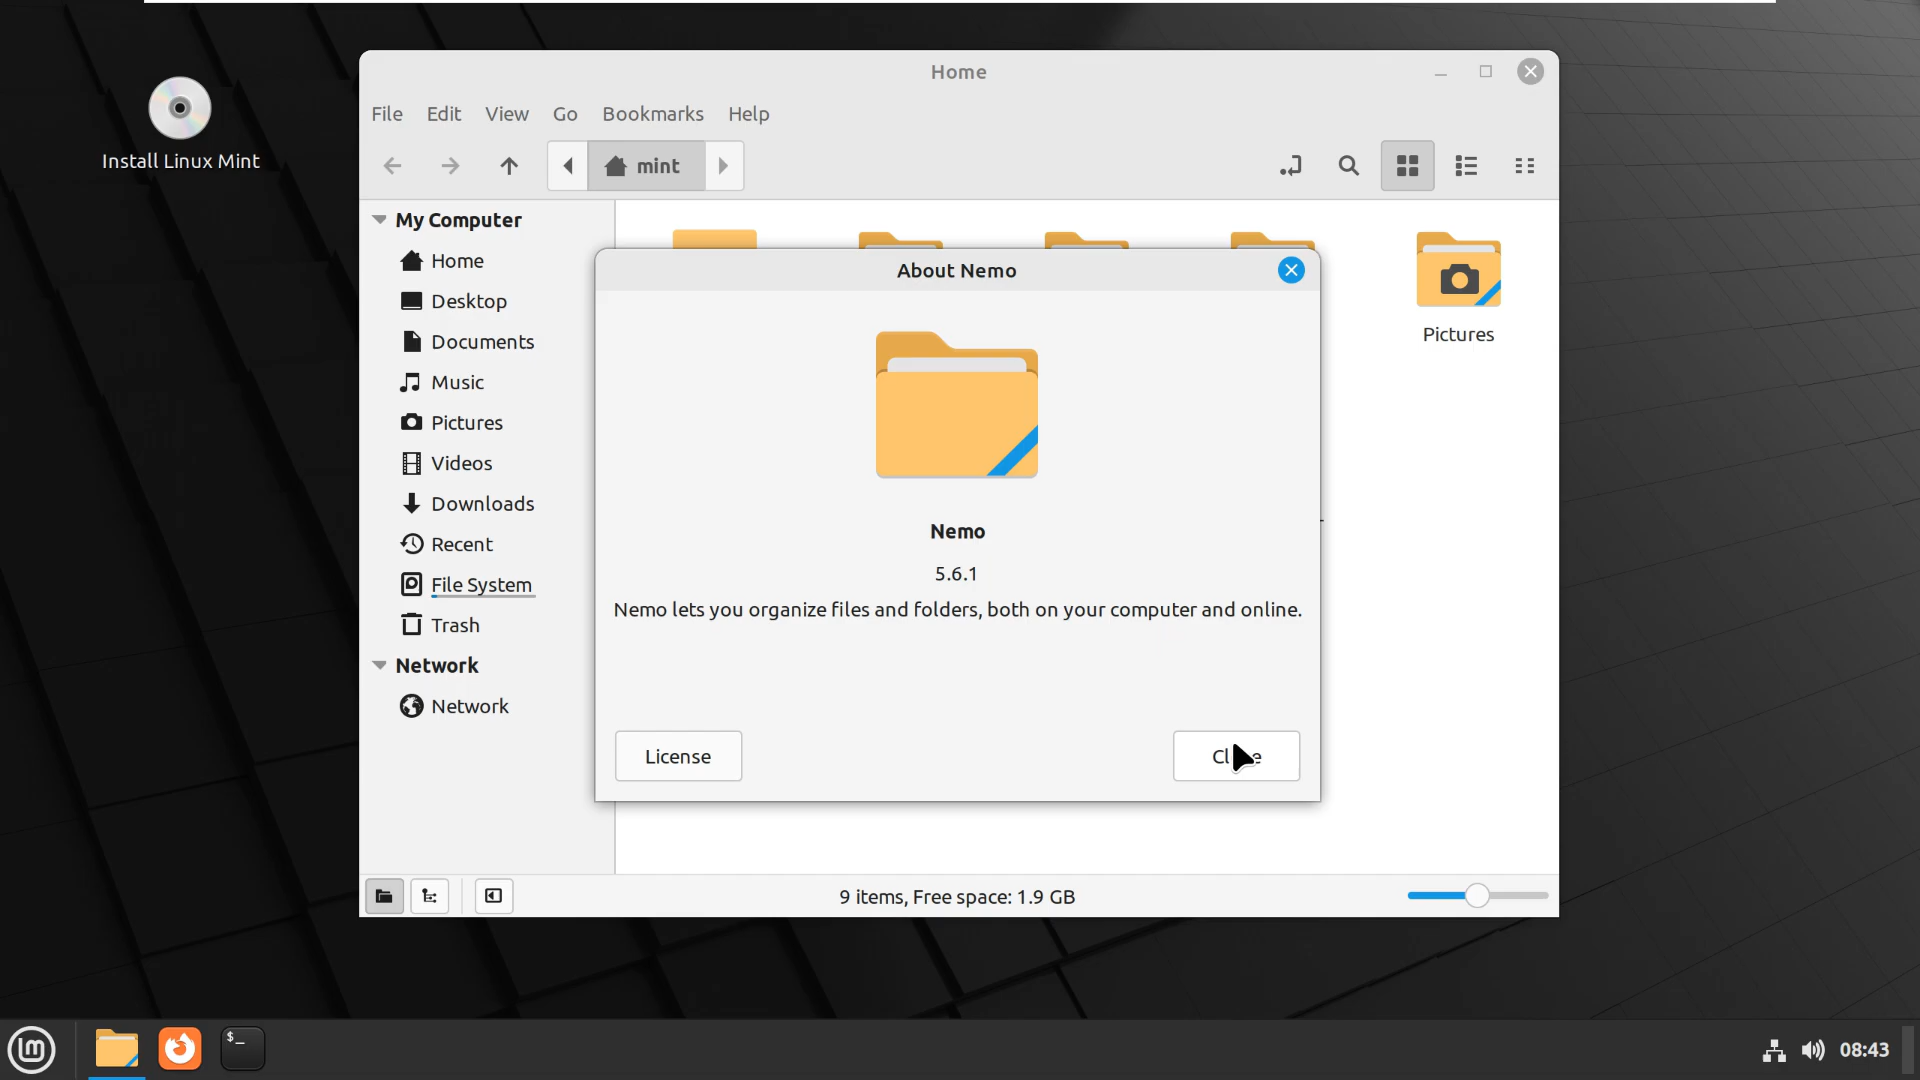 Install Linux Mint
Home
File Edit View Go Bookmarks Help
mint
My Computer
Home
Desktop
Documents
Music
Pictures
Videos
Downloads
Recent
File System
Trash
Network
Network
Pictures
About Nemo
Nemo
5.6.1
Nemo lets you organize files and folders, both on your computer and online.
License
9 items, Free space: 1.9 GB
$_
08:43